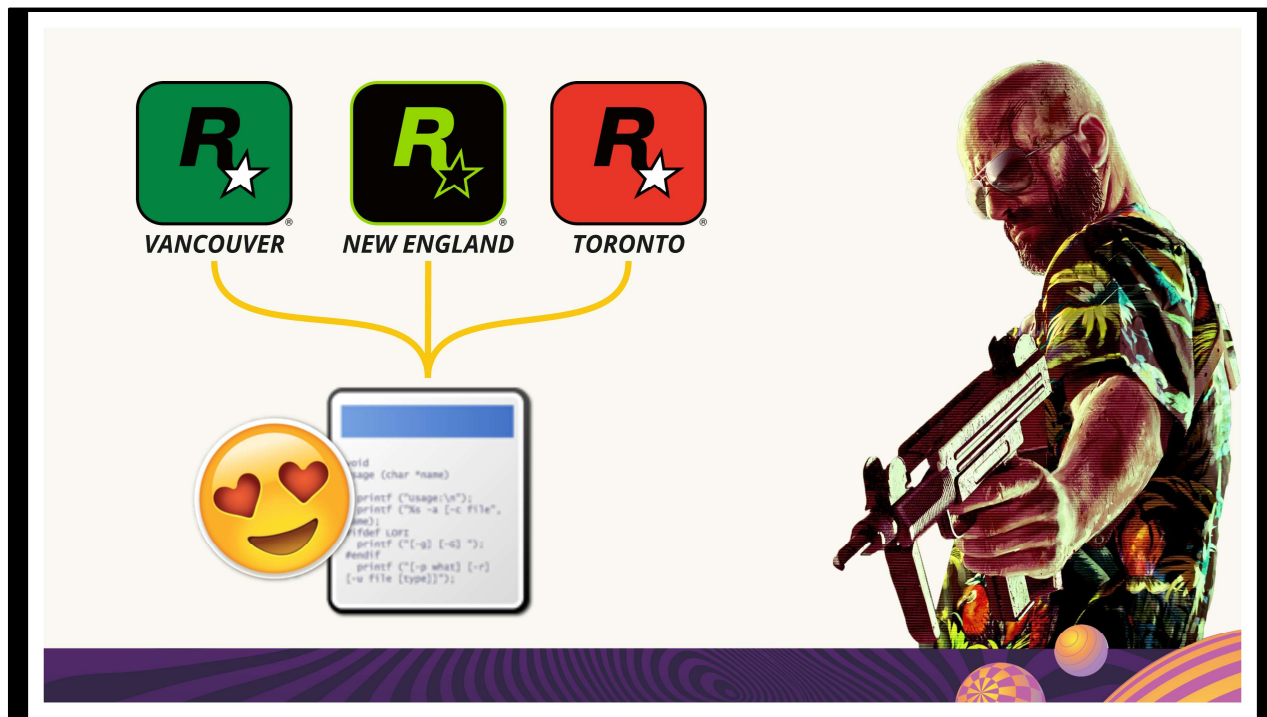 R
R
R
®
®
®
VANCOUVER
NEW ENGLAND
TORONTO
void
usage (char *name)
printf ("Usage:\n");
printf ("%s -a [-c file",
name);
#ifdef LOFI
printf ("[-g] [-G] ");
#endif
printf ("[-p what] [-r]
[-u file [type]]");